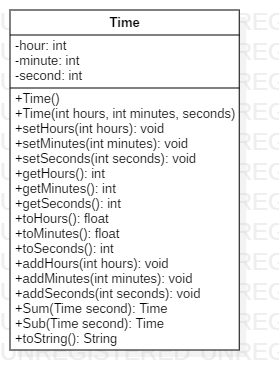 Time
-hour: int
-minute: int
-second: int
+Time()
+Time(int hours, int minutes, seconds)
+setHours(int hours): void
+setMinutes(int minutes): void
+setSeconds(int seconds): void
+getHours(): int
+getMinutes(): int
+getSeconds(): int
+toHours(): float
+toMinutes(): float
+toSeconds(): int
+addHours(int hours): void
+addMinutes(int minutes): void
+addSeconds(int seconds): void
+Sum(Time second): Time
+Sub(Time second): Time
+toString(): String